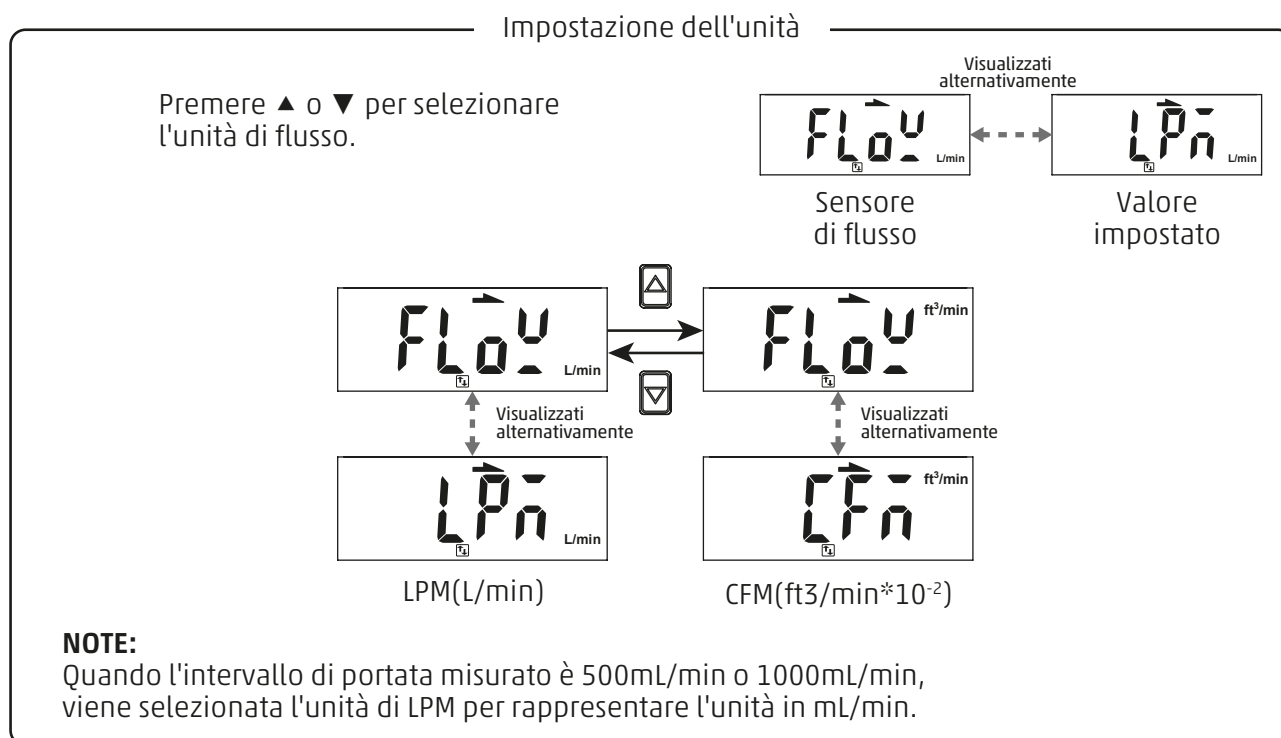 Impostazione dell'unità
Premere ▲ o ▼ per selezionare
l'unità di flusso.
Visualizzati
alternativamente
FLoW
L/min
LPM
L/min
Sensore
di flusso
Valore
impostato
FLoW
L/min
FLoW
ft³/min
Visualizzati
alternativamente
Visualizzati
alternativamente
LPM
L/min
CFM
ft³/min
LPM(L/min)
CFM(ft3/min*10⁻²)
NOTE:
Quando l'intervallo di portata misurato è 500mL/min o 1000mL/min,
viene selezionata l'unità di LPM per rappresentare l'unità in mL/min.